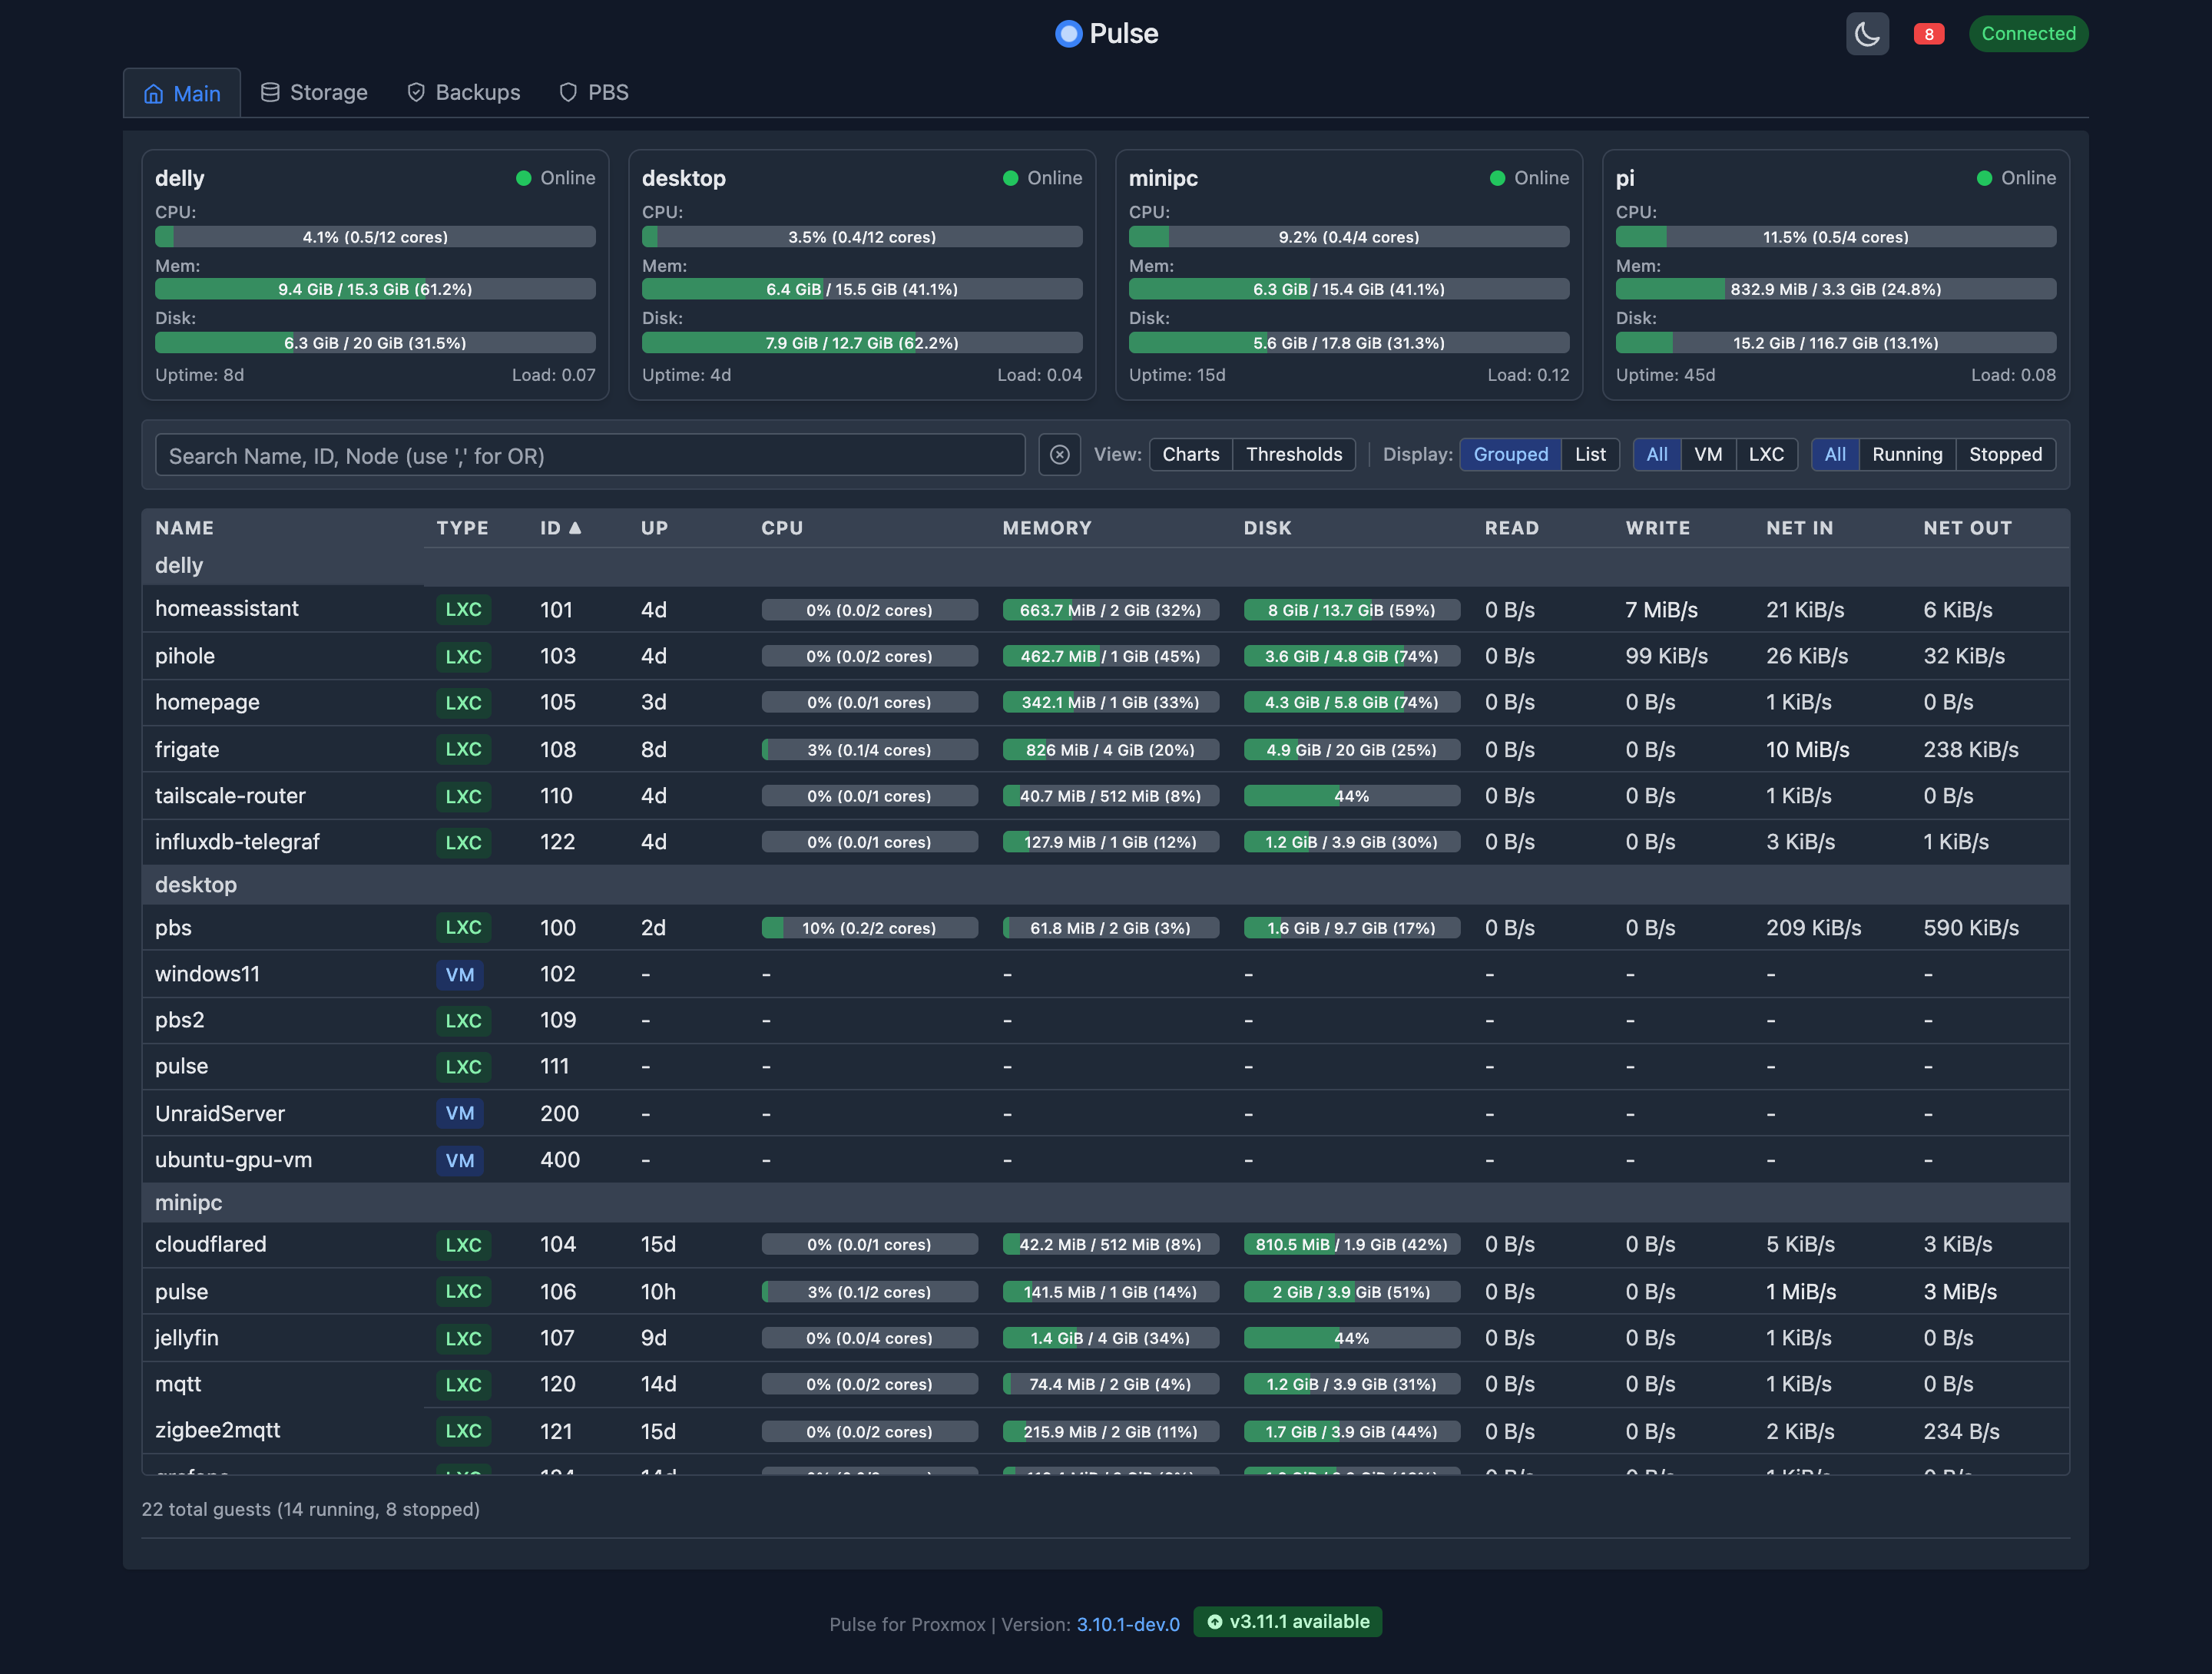 Pulse
8
Connected
Main Storage Backups PBS
delly Online
CPU:
4.1% (0.5/12 cores)
Mem:
9.4 GiB / 15.3 GiB (61.2%)
Disk:
6.3 GiB / 20 GiB (31.5%)
Uptime: 8d Load: 0.07
desktop Online
CPU:
3.5% (0.4/12 cores)
Mem:
6.4 GiB / 15.5 GiB (41.1%)
Disk:
7.9 GiB / 12.7 GiB (62.2%)
Uptime: 4d Load: 0.04
minipc Online
CPU:
9.2% (0.4/4 cores)
Mem:
6.3 GiB / 15.4 GiB (41.1%)
Disk:
5.6 GiB / 17.8 GiB (31.3%)
Uptime: 15d Load: 0.12
pi Online
CPU:
11.5% (0.5/4 cores)
Mem:
832.9 MiB / 3.3 GiB (24.8%)
Disk:
15.2 GiB / 116.7 GiB (13.1%)
Uptime: 45d Load: 0.08
Search Name, ID, Node (use ',' for OR) View: Charts Thresholds | Display: Grouped List All VM LXC All Running Stopped
NAME TYPE ID ▲ UP CPU MEMORY DISK READ WRITE NET IN NET OUT
delly
homeassistant LXC 101 4d 0% (0.0/2 cores) 663.7 MiB / 2 GiB (32%) 8 GiB / 13.7 GiB (59%) 0 B/s 7 MiB/s 21 KiB/s 6 KiB/s
pihole LXC 103 4d 0% (0.0/2 cores) 462.7 MiB / 1 GiB (45%) 3.6 GiB / 4.8 GiB (74%) 0 B/s 99 KiB/s 26 KiB/s 32 KiB/s
homepage LXC 105 3d 0% (0.0/1 cores) 342.1 MiB / 1 GiB (33%) 4.3 GiB / 5.8 GiB (74%) 0 B/s 0 B/s 1 KiB/s 0 B/s
frigate LXC 108 8d 3% (0.1/4 cores) 826 MiB / 4 GiB (20%) 4.9 GiB / 20 GiB (25%) 0 B/s 0 B/s 10 MiB/s 238 KiB/s
tailscale-router LXC 110 4d 0% (0.0/1 cores) 40.7 MiB / 512 MiB (8%) 44% 0 B/s 0 B/s 1 KiB/s 0 B/s
influxdb-telegraf LXC 122 4d 0% (0.0/1 cores) 127.9 MiB / 1 GiB (12%) 1.2 GiB / 3.9 GiB (30%) 0 B/s 0 B/s 3 KiB/s 1 KiB/s
desktop
pbs LXC 100 2d 10% (0.2/2 cores) 61.8 MiB / 2 GiB (3%) 1.6 GiB / 9.7 GiB (17%) 0 B/s 0 B/s 209 KiB/s 590 KiB/s
windows11 VM 102 - - - - - - - -
pbs2 LXC 109 - - - - - - - -
pulse LXC 111 - - - - - - - -
UnraidServer VM 200 - - - - - - - -
ubuntu-gpu-vm VM 400 - - - - - - - -
minipc
cloudflared LXC 104 15d 0% (0.0/1 cores) 42.2 MiB / 512 MiB (8%) 810.5 MiB / 1.9 GiB (42%) 0 B/s 0 B/s 5 KiB/s 3 KiB/s
pulse LXC 106 10h 3% (0.1/2 cores) 141.5 MiB / 1 GiB (14%) 2 GiB / 3.9 GiB (51%) 0 B/s 0 B/s 1 MiB/s 3 MiB/s
jellyfin LXC 107 9d 0% (0.0/4 cores) 1.4 GiB / 4 GiB (34%) 44% 0 B/s 0 B/s 1 KiB/s 0 B/s
mqtt LXC 120 14d 0% (0.0/2 cores) 74.4 MiB / 2 GiB (4%) 1.2 GiB / 3.9 GiB (31%) 0 B/s 0 B/s 1 KiB/s 0 B/s
zigbee2mqtt LXC 121 15d 0% (0.0/2 cores) 215.9 MiB / 2 GiB (11%) 1.7 GiB / 3.9 GiB (44%) 0 B/s 0 B/s 2 KiB/s 234 B/s
22 total guests (14 running, 8 stopped)
Pulse for Proxmox | Version: 3.10.1-dev.0 v3.11.1 available